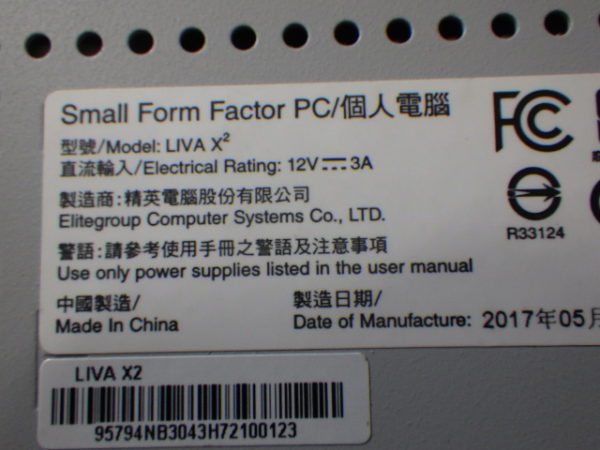 Small Form Factor PC/個人電腦
型號/Model: LIVA X²
直流輸入/Electrical Rating: 12V⎓3A
製造商:精英電腦股份有限公司
Elitegroup Computer Systems Co., LTD.
警語:請參考使用手冊之警語及注意事項
Use only power supplies listed in the user manual
中國製造/
Made In China
製造日期/
Date of Manufacture: 2017年05月
FC
R33124
LIVA X2
95794NB3043H72100123